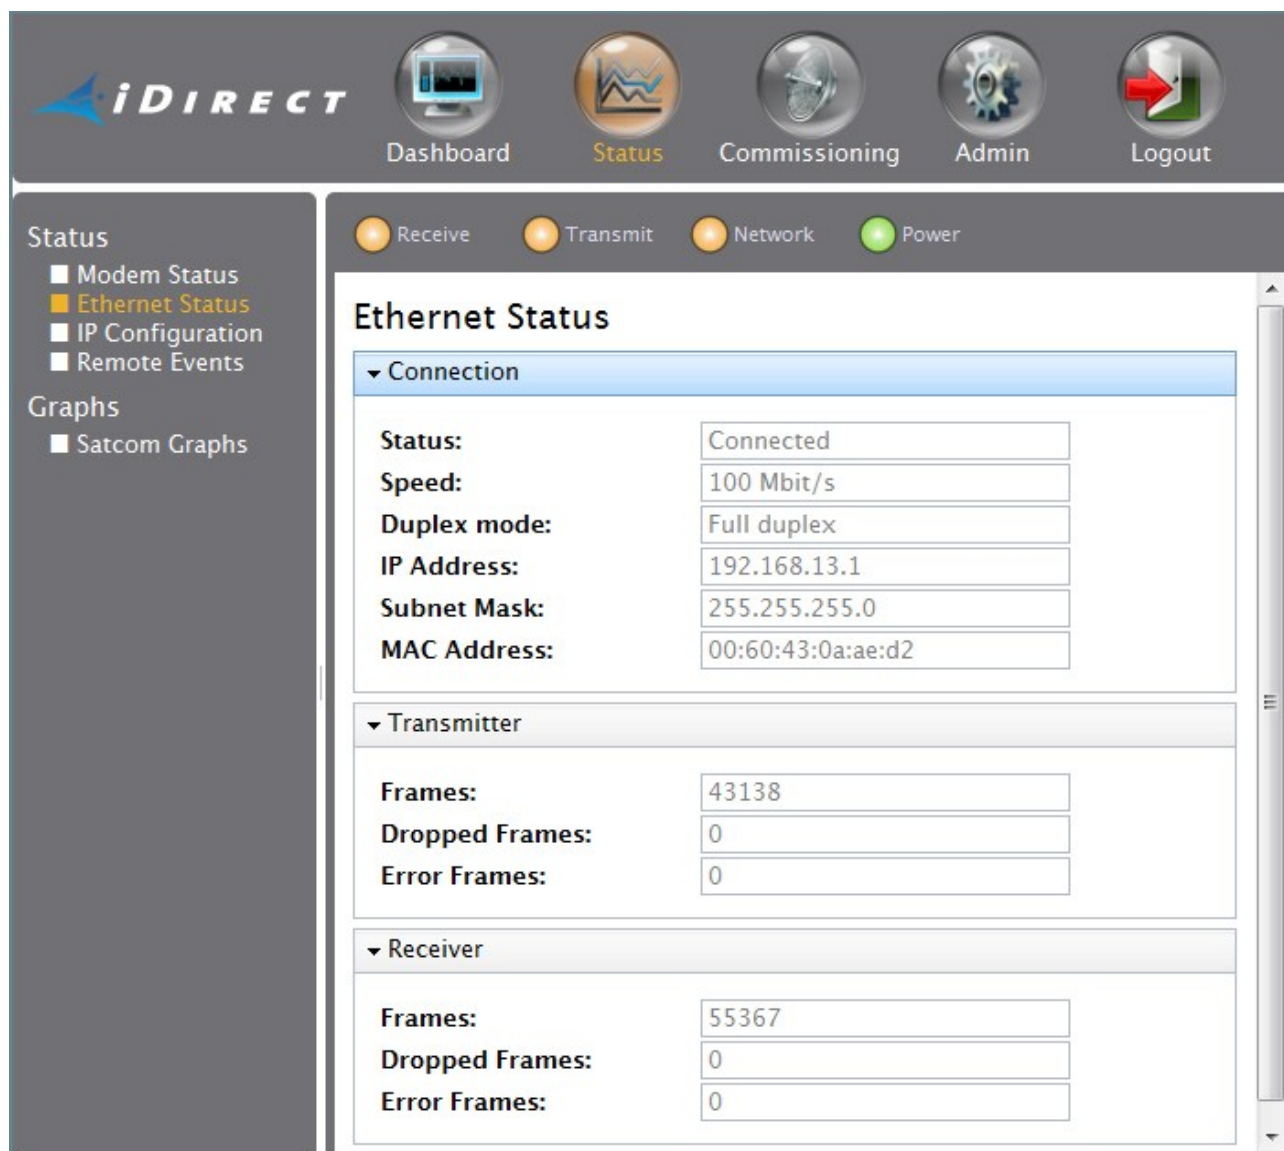 iDIRECT
Dashboard Status Commissioning Admin Logout
Status
Modem Status
Ethernet Status
IP Configuration
Remote Events
Graphs
Satcom Graphs
Receive Transmit Network Power
Ethernet Status
Connection
Status: Connected
Speed: 100 Mbit/s
Duplex mode: Full duplex
IP Address: 192.168.13.1
Subnet Mask: 255.255.255.0
MAC Address: 00:60:43:0a:ae:d2
Transmitter
Frames: 43138
Dropped Frames: 0
Error Frames: 0
Receiver
Frames: 55367
Dropped Frames: 0
Error Frames: 0